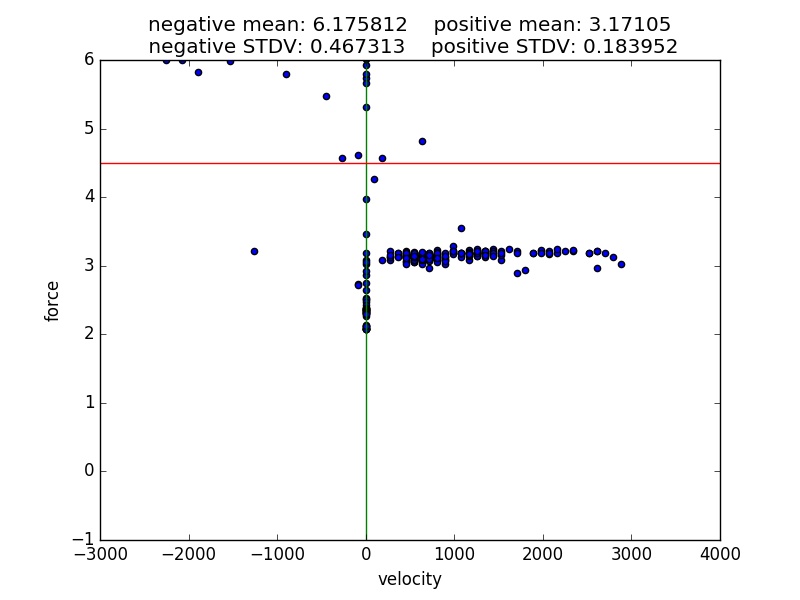 negative mean: 6.175812 positive mean: 3.17105
negative STDV: 0.467313 positive STDV: 0.183952
6
5
4
3
2
1
0
−1
force
−3000 −2000 −1000 0 1000 2000 3000 4000
velocity